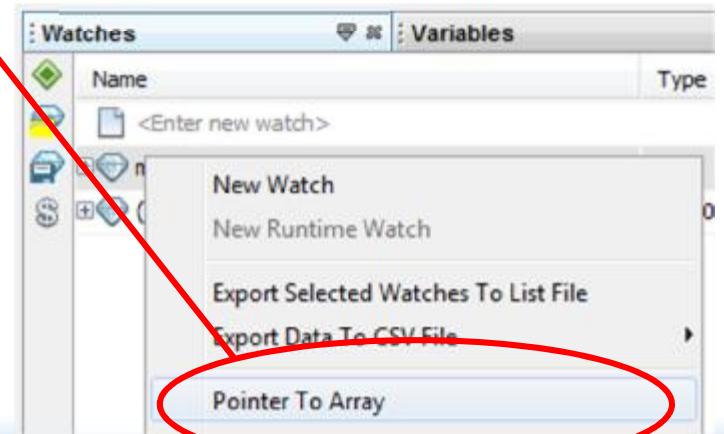 Watches Variables
Name Type
<Enter new watch>
New Watch
New Runtime Watch
Export Selected Watches To List File
Export Data To CSV File
Pointer To Array